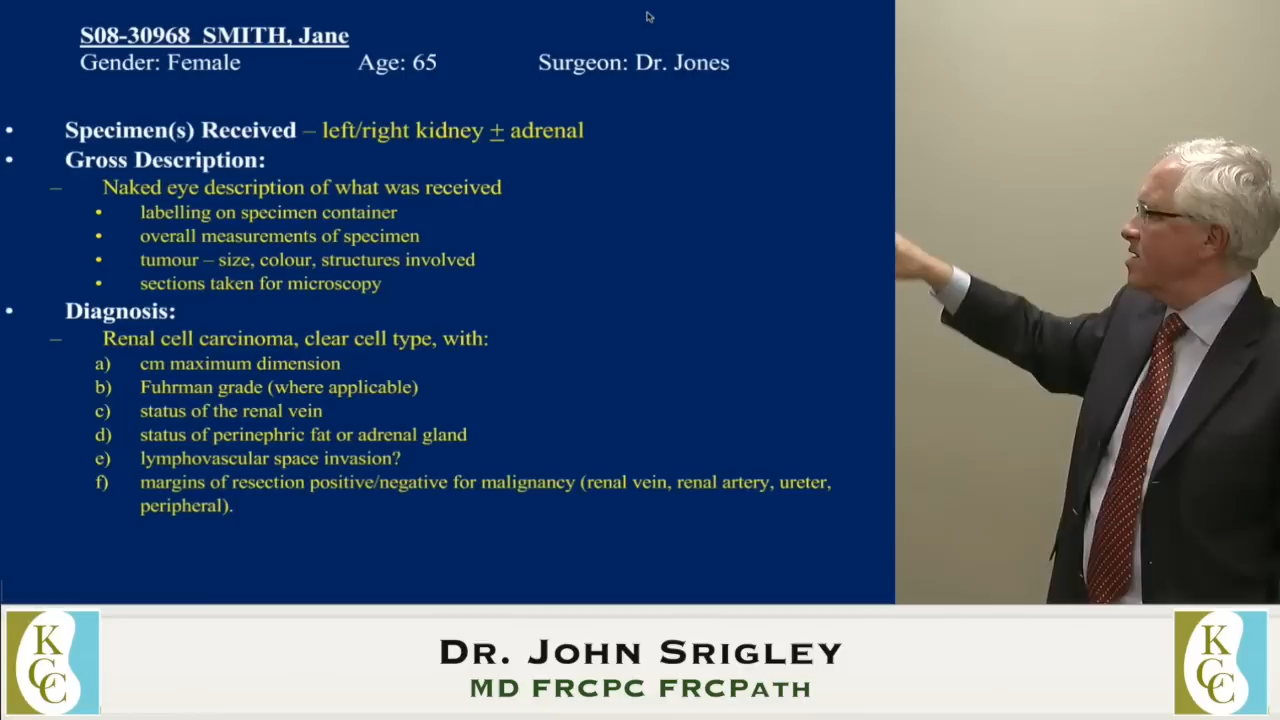 S08-30968 SMITH, Jane
Gender: Female Age: 65 Surgeon: Dr. Jones
• Specimen(s) Received – left/right kidney ± adrenal
• Gross Description:
– Naked eye description of what was received
• labelling on specimen container
• overall measurements of specimen
• tumour – size, colour, structures involved
• sections taken for microscopy
• Diagnosis:
– Renal cell carcinoma, clear cell type, with:
a) cm maximum dimension
b) Fuhrman grade (where applicable)
c) status of the renal vein
d) status of perinephric fat or adrenal gland
e) lymphovascular space invasion?
f) margins of resection positive/negative for malignancy (renal vein, renal artery, ureter,
peripheral).
KCC
DR. JOHN SRIGLEY
MD FRCPC FRCPATH
KCC